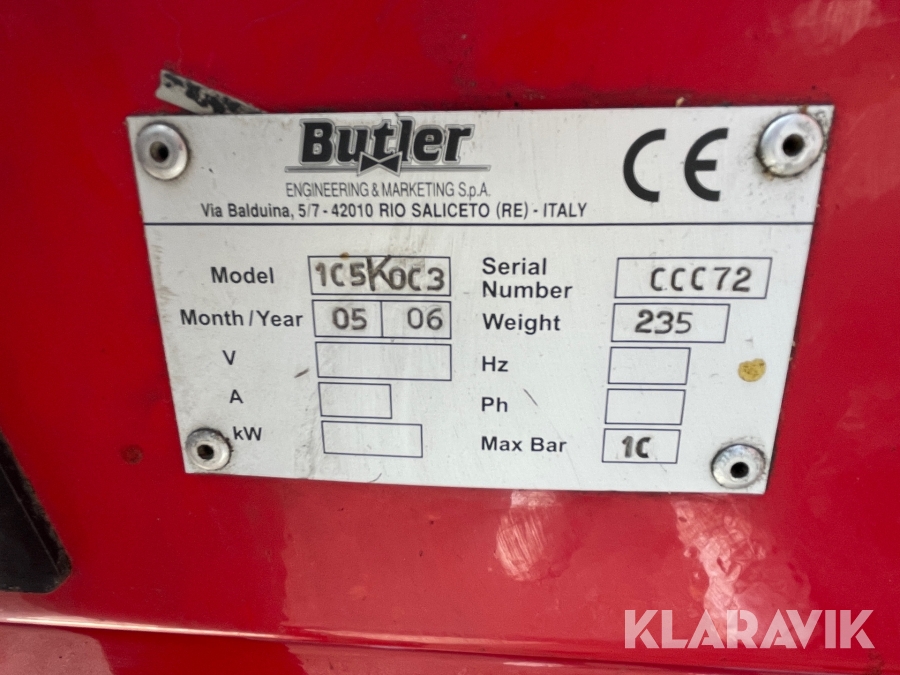 Butler
ENGINEERING & MARKETING S.p.A.
Via Balduina, 5/7 - 42010 RIO SALICETO (RE) - ITALY
CE
Model 1C5K0C3
Serial Number CCC72
Month/Year 05 06
Weight 235
V
Hz
A
Ph
kW
Max Bar 1C
KLARAVIK